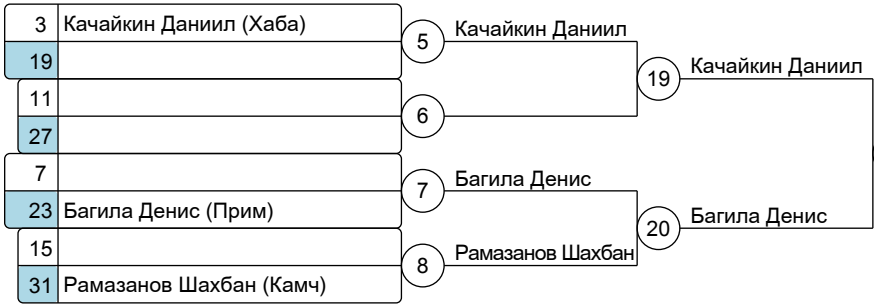 3 Качайкин Даниил (Хаба)
19
5 Качайкин Даниил
11
27
6
19 Качайкин Даниил
7
23 Багила Денис (Прим)
7 Багила Денис
15
31 Рамазанов Шахбан (Камч)
8 Рамазанов Шахбан
20 Багила Денис